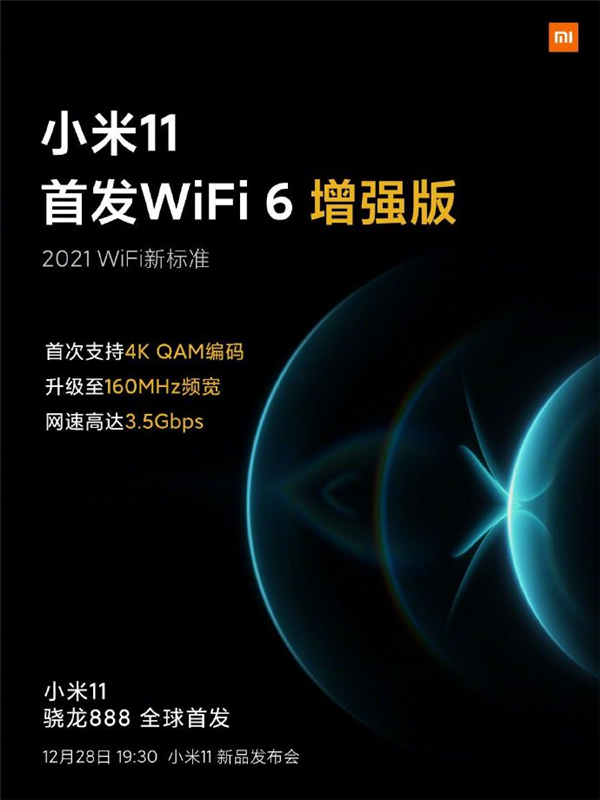 mi
小米11
首发WiFi 6 增强版
2021 WiFi新标准
首次支持4K QAM编码
升级至160MHz频宽
网速高达3.5Gbps
小米11
骁龙888 全球首发
12月28日 19:30 小米11 新品发布会